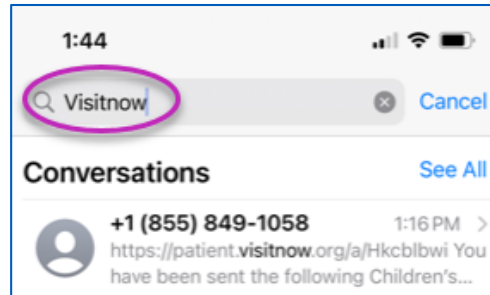 1:44
Visitnow
Cancel
Conversations
See All
+1 (855) 849-1058
1:16 PM
https://patient.visitnow.org/a/Hkcblbwi You
have been sent the following Children's...